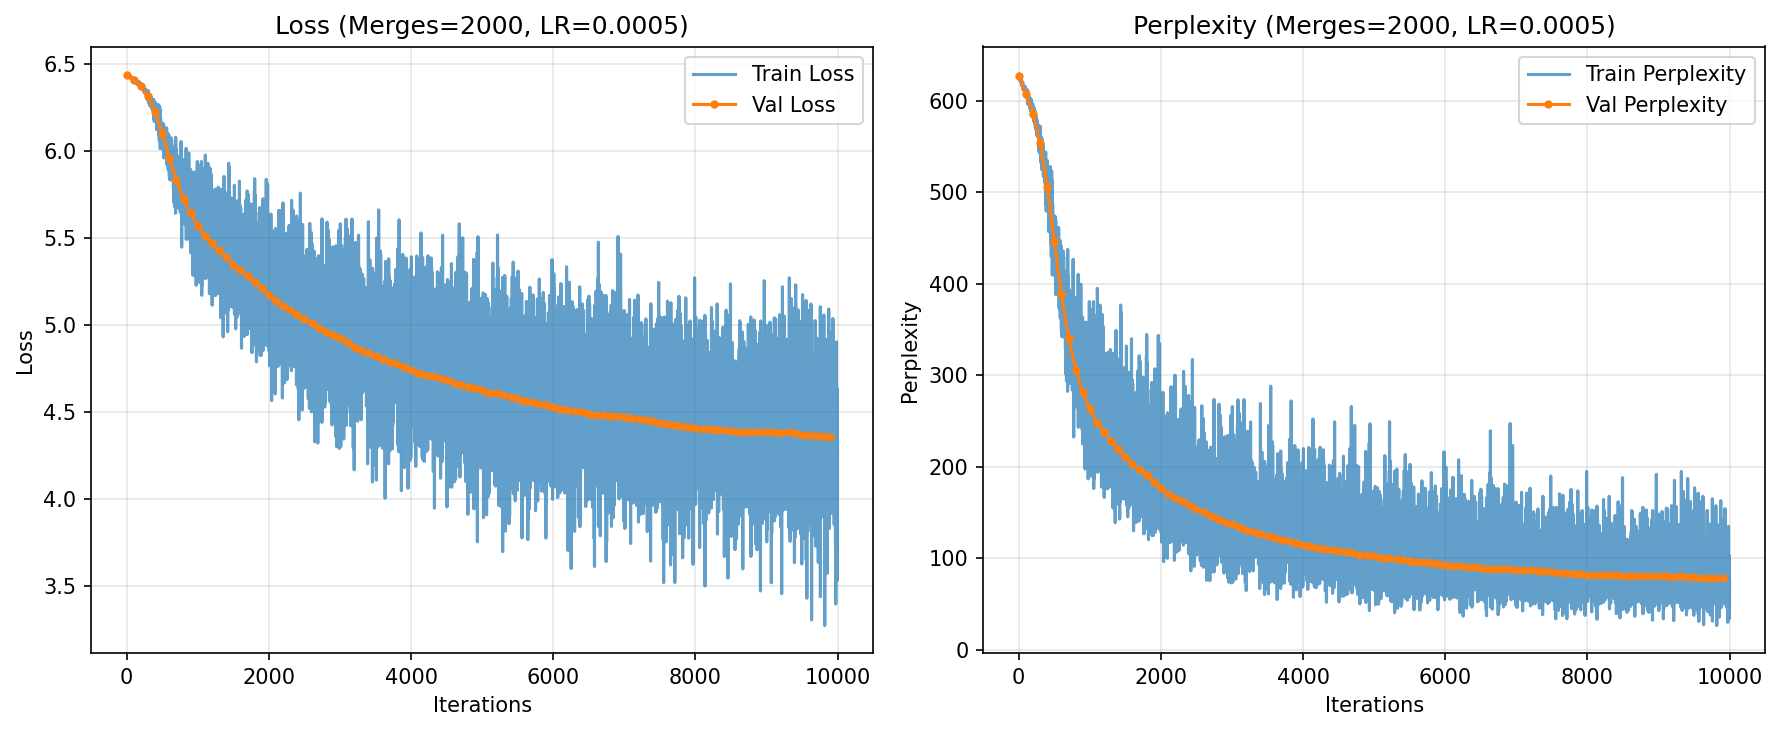 Loss (Merges=2000, LR=0.0005)
Loss
6.5
6.0
5.5
5.0
4.5
4.0
3.5
Train Loss
Val Loss
0 2000 4000 6000 8000 10000
Iterations
Perplexity (Merges=2000, LR=0.0005)
Perplexity
600
500
400
300
200
100
0
Train Perplexity
Val Perplexity
0 2000 4000 6000 8000 10000
Iterations